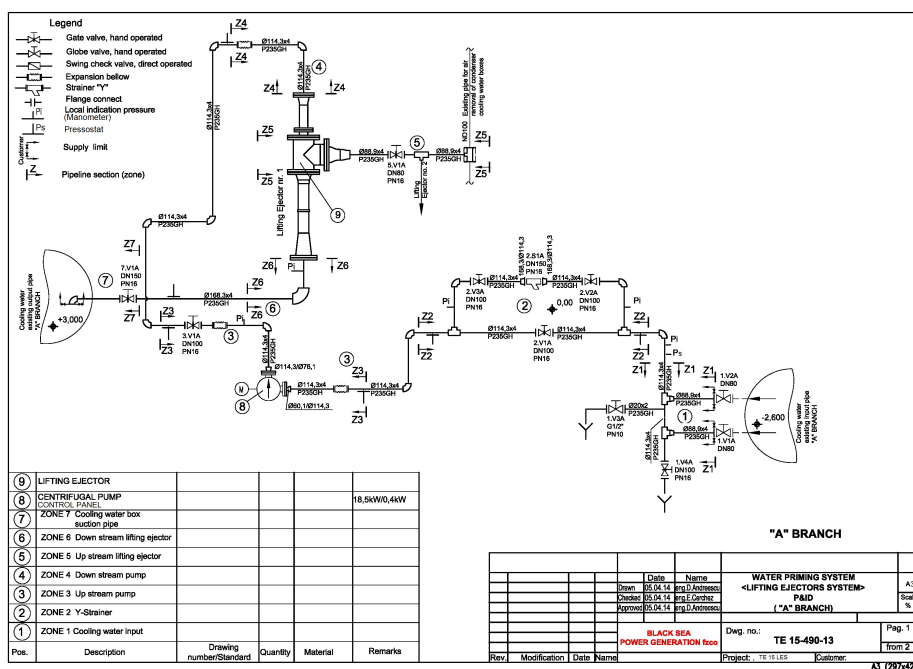 Legend
Gate valve, hand operated
Globe valve, hand operated
Swing check valve, direct operated
Expansion bellow
Strainer "Y"
Flange connect
Pi Local indication pressure
(Manometer)
Ps Pressostat
Customer
Supply limit
Z Pipeline section (zone)
Z4
Z4
Ø114,3x4
P235GH
Ø114,3x4
P235GH
4
Ø114,3x4
P235GH
Z4
Z4
Z5
Z5
Lifting Ejector nr. 1
9
Ø88,9x4
P235GH
5.V1A
DN80
PN16
5
Ø88,9x4
P235GH
Lifting
Ejector no. 2
ND100
Existing pipe for air
removal of condenser
cooling water boxes
Z5
Z5
Ø114,3x4
P235GH
Z6
Z6
Pi
Z7
7
7.V1A
DN150
PN16
Z7
Cooling water
existing output pipe
"A" BRANCH
+3,000
Ø168,3x4
P235GH
Z6
Z6
6
Z3
Z3
3.V1A
DN100
PN16
3
Pi
Ø114,3x4
P235GH
Ø114,3/Ø76,1
M
8
Ø60,1/Ø114,3
Ø114,3x4
P235GH
3
Z3
Ø114,3x4
P235GH
Z3
Z2
Z2
Pi
2.V3A
DN100
PN16
Ø114,3x4
P235GH
168,3/Ø114,3
2.S1A
DN150
PN16
168,3/Ø114,3
Ø114,3x4
P235GH
2.V2A
DN100
PN16
2
0,00
Pi
Ø114,3x4
P235GH
2.V1A
DN100
PN16
Ø114,3x4
P235GH
Z2
Z2
Pi
Ps
Z1
Z1
Ø114,3x4
P235GH
1.V2A
DN80
Ø88,9x4
P235GH
Ø20x2
P235GH
1.V3A
G1/2"
PN10
1
Ø88,9x4
P235GH
1.V1A
DN80
Z1
Ø114,3x4
P235GH
1.V4A
DN100
PN16
-2,600
Cooling water
existing input pipe
"A" BRANCH
"A" BRANCH
9 LIFTING EJECTOR
8 CENTRIFUGAL PUMP
CONTROL PANEL 18,5kW/0,4kW
7 ZONE 7 Cooling water box
suction pipe
6 ZONE 6 Down stream lifting ejector
5 ZONE 5 Up stream lifting ejector
4 ZONE 4 Down stream pump
3 ZONE 3 Up stream pump
2 ZONE 2 Y-Strainer
1 ZONE 1 Cooling water input
Pos. Description Drawing
number/Standard Quantity Material Remarks
Date Name
Drawn 05.04.14 eng.D.Andreescu
Checked 05.04.14 eng.E.Cerchez
Approved 05.04.14 eng.D.Andreescu
WATER PRIMING SYSTEM
<LIFTING EJECTORS SYSTEM>
P&ID
( "A" BRANCH)
A3
%
BLACK SEA
POWER GENERATION fzco
Dwg. no.:
TE 15-490-13
Pag. 1
from 2
Rev. Modification Date Name
Project: . TE 15 LES Customer: